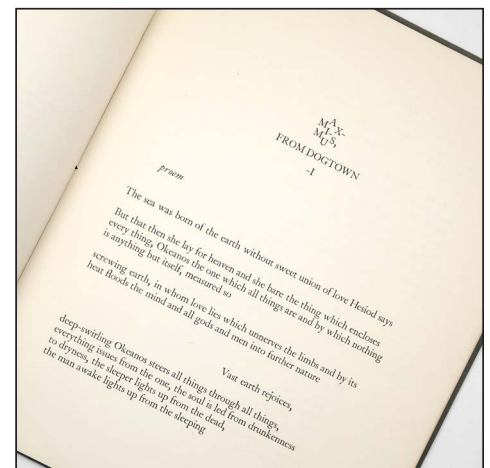 MAX-
IMUS,
FROM DOGTOWN
-I
proem
The sea was born of the earth without sweet union of love Hesiod says
But that then she lay for heaven and she bare the thing which encloses
every thing, Okeanos the one which all things are and by which nothing
is anything but itself, measured so
screwing earth, in whom love lies which unnerves the limbs and by its
heat floods the mind and all gods and men into further nature
Vast earth rejoices,
deep-swirling Okeanos steers all things through all things,
everything issues from the one, the soul is led from drunkenness
to dryness, the sleeper lights up from the dead,
the man awake lights up from the sleeping